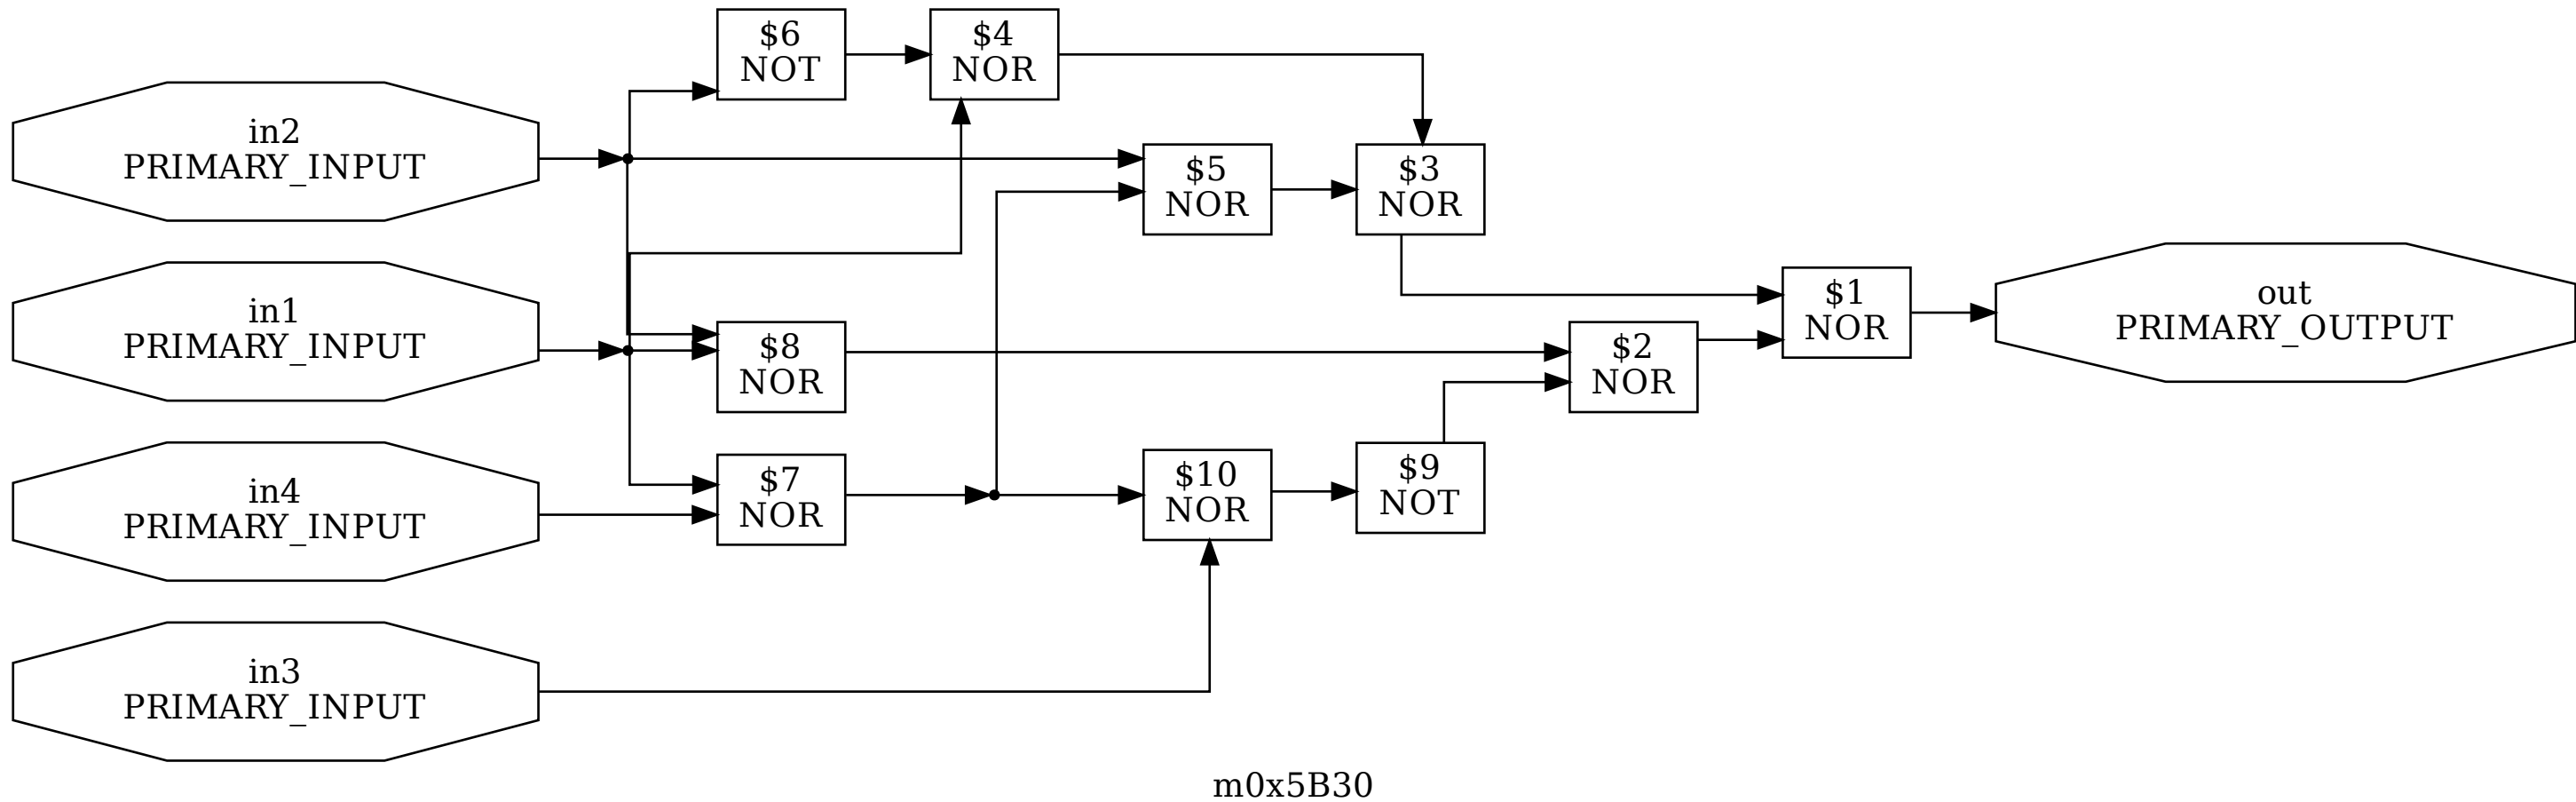 $6
NOT
$4
NOR
in2
PRIMARY_INPUT
$5
NOR
$3
NOR
in1
PRIMARY_INPUT
$8
NOR
$2
NOR
$1
NOR
out
PRIMARY_OUTPUT
in4
PRIMARY_INPUT
$7
NOR
$10
NOR
$9
NOT
in3
PRIMARY_INPUT
m0x5B30